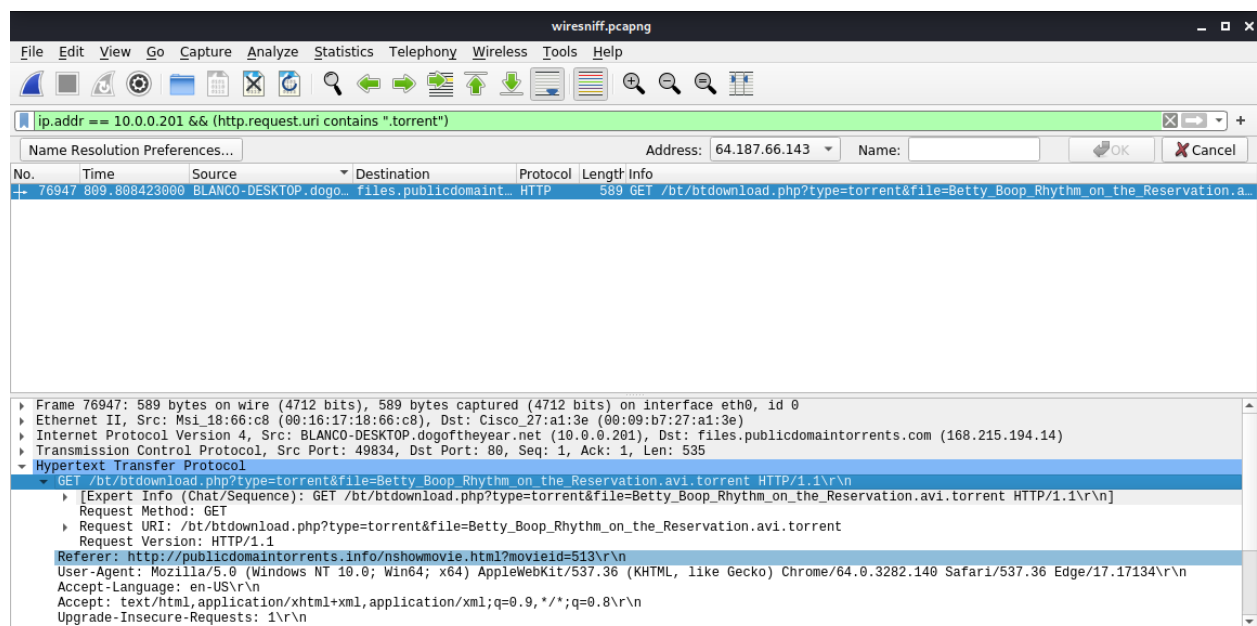 wiresniff.pcapng
File Edit View Go Capture Analyze Statistics Telephony Wireless Tools Help
ip.addr == 10.0.0.201 && (http.request.uri contains ".torrent")
Name Resolution Preferences... Address: 64.187.66.143 Name: OK Cancel
No. Time Source Destination Protocol Length Info
76947 809.808423000 BLANCO-DESKTOP.dogo… files.publicdomaint… HTTP 589 GET /bt/btdownload.php?type=torrent&file=Betty_Boop_Rhythm_on_the_Reservation.a…
Frame 76947: 589 bytes on wire (4712 bits), 589 bytes captured (4712 bits) on interface eth0, id 0
Ethernet II, Src: Msi_18:66:c8 (00:16:17:18:66:c8), Dst: Cisco_27:a1:3e (00:09:b7:27:a1:3e)
Internet Protocol Version 4, Src: BLANCO-DESKTOP.dogoftheyear.net (10.0.0.201), Dst: files.publicdomaintorrents.com (168.215.194.14)
Transmission Control Protocol, Src Port: 49834, Dst Port: 80, Seq: 1, Ack: 1, Len: 535
Hypertext Transfer Protocol
GET /bt/btdownload.php?type=torrent&file=Betty_Boop_Rhythm_on_the_Reservation.avi.torrent HTTP/1.1\r\n
[Expert Info (Chat/Sequence): GET /bt/btdownload.php?type=torrent&file=Betty_Boop_Rhythm_on_the_Reservation.avi.torrent HTTP/1.1\r\n]
Request Method: GET
Request URI: /bt/btdownload.php?type=torrent&file=Betty_Boop_Rhythm_on_the_Reservation.avi.torrent
Request Version: HTTP/1.1
Referer: http://publicdomaintorrents.info/nshowmovie.html?movieid=513\r\n
User-Agent: Mozilla/5.0 (Windows NT 10.0; Win64; x64) AppleWebKit/537.36 (KHTML, like Gecko) Chrome/64.0.3282.140 Safari/537.36 Edge/17.17134\r\n
Accept-Language: en-US\r\n
Accept: text/html,application/xhtml+xml,application/xml;q=0.9,*/*;q=0.8\r\n
Upgrade-Insecure-Requests: 1\r\n